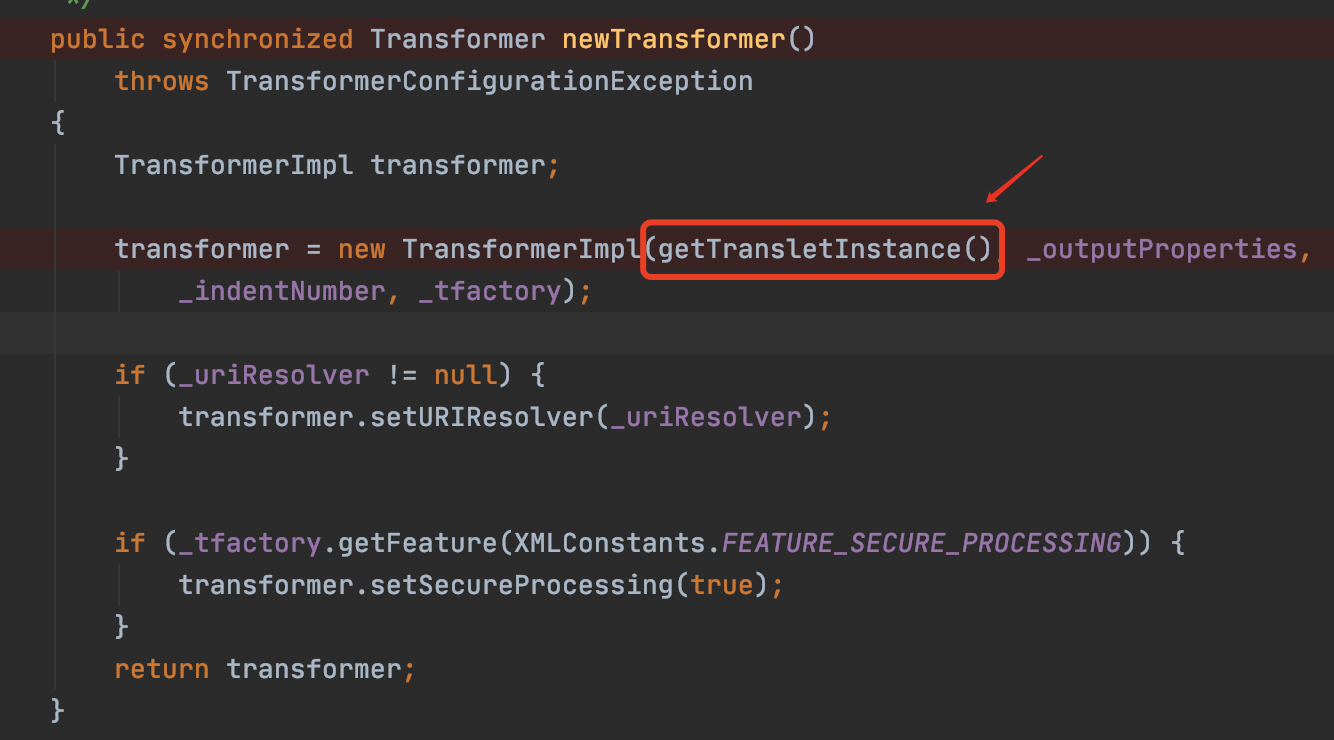 */
public synchronized Transformer newTransformer()
throws TransformerConfigurationException
{
TransformerImpl transformer;
transformer = new TransformerImpl(getTransletInstance(), _outputProperties,
_indentNumber, _tfactory);
if (_uriResolver != null) {
transformer.setURIResolver(_uriResolver);
}
if (_tfactory.getFeature(XMLConstants.FEATURE_SECURE_PROCESSING)) {
transformer.setSecureProcessing(true);
}
return transformer;
}